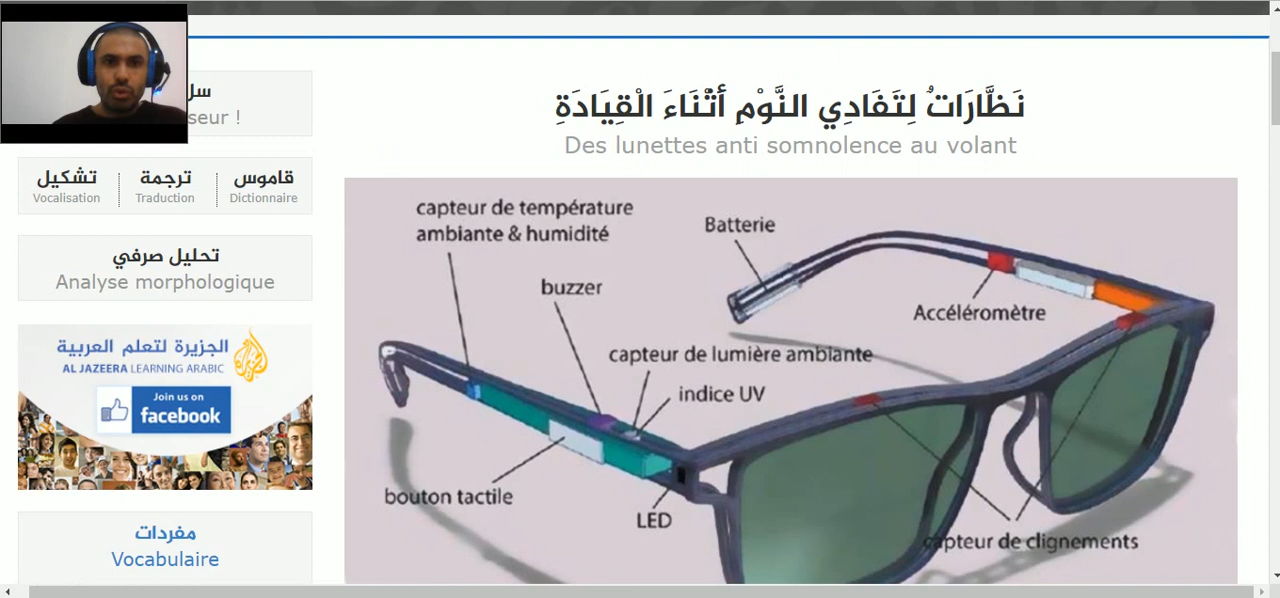 سل
seur !
تشكيل
Vocalisation
ترجمة
Traduction
قاموس
Dictionnaire
تحليل صرفي
Analyse morphologique
الجزيرة لتعلم العربية
AL JAZEERA LEARNING ARABIC
Join us on
facebook
مفردات
Vocabulaire
نَظَّارَاتُ لِتَفَادِي النَّوْمِ أَثْنَاءَ الْقِيَادَةِ
Des lunettes anti somnolence au volant
capteur de température
ambiante & humidité
Batterie
buzzer
Accéléromètre
capteur de lumière ambiante
indice UV
bouton tactile
LED
capteur de clignements